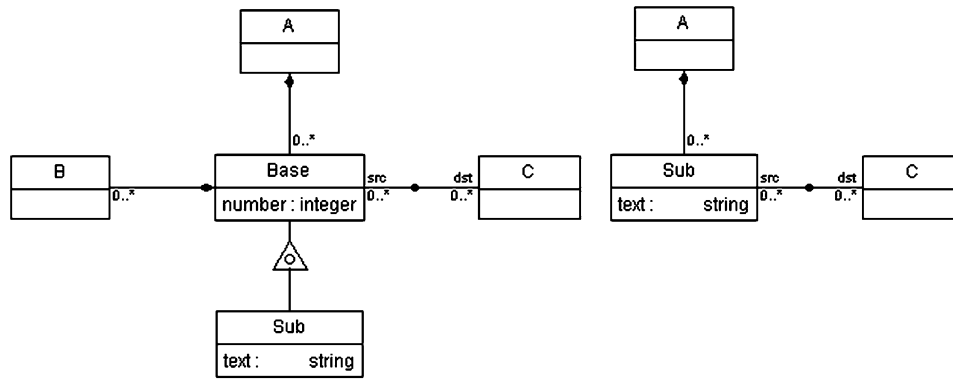 A
A
0..*
0..*
B
0..*
Base
number : integer
src
0..*
dst
0..*
C
Sub
text : string
src
0..*
dst
0..*
C
Sub
text : string